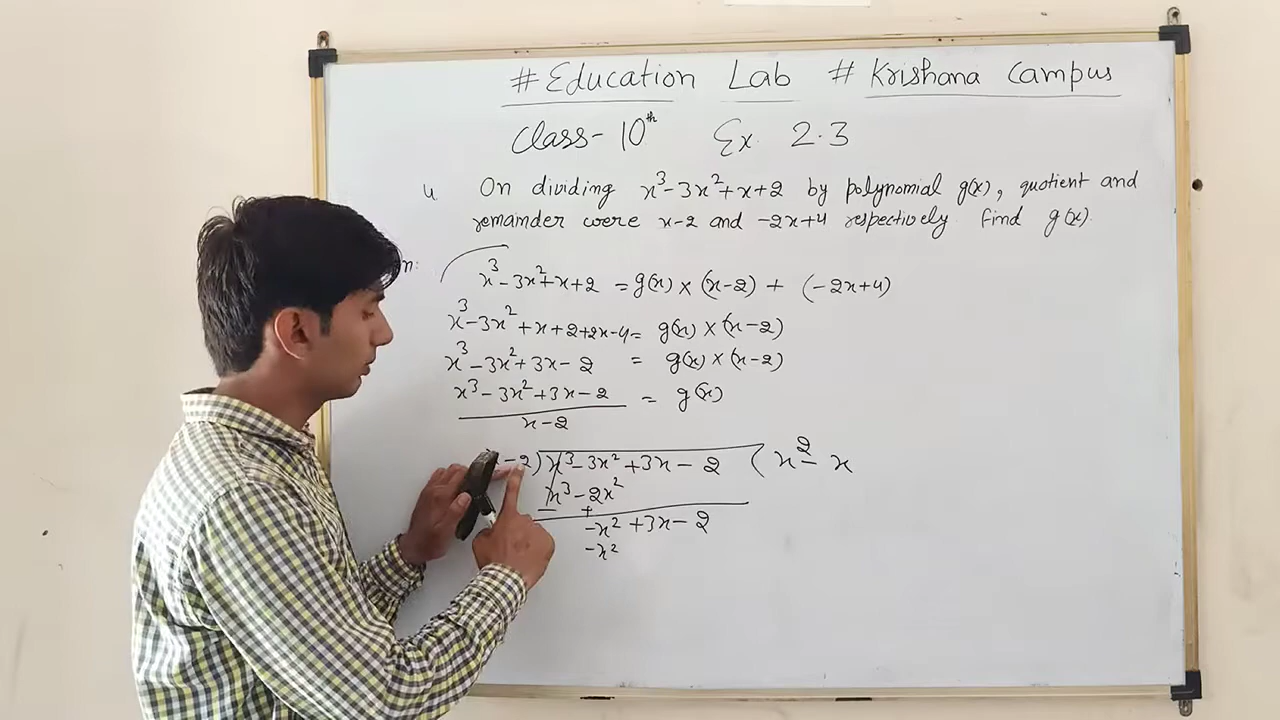 # Education Lab # Krishana Campus
Class- 10th Ex. 2.3
4. On dividing x³-3x²+x+2 by polynomial g(x), quotient and
remainder were x-2 and -2x+4 respectively. find g(x).
n:
x³-3x²+x+2 = g(x) × (x-2) + (-2x+4)
x³-3x²+x+2+2x-4 = g(x) × (x-2)
x³-3x²+3x-2 = g(x) × (x-2)
x³-3x²+3x-2 = g(x)
x-2
-2) x³-3x²+3x-2 ( x²-x
x³-2x²
- +
-x²+3x-2
-x²